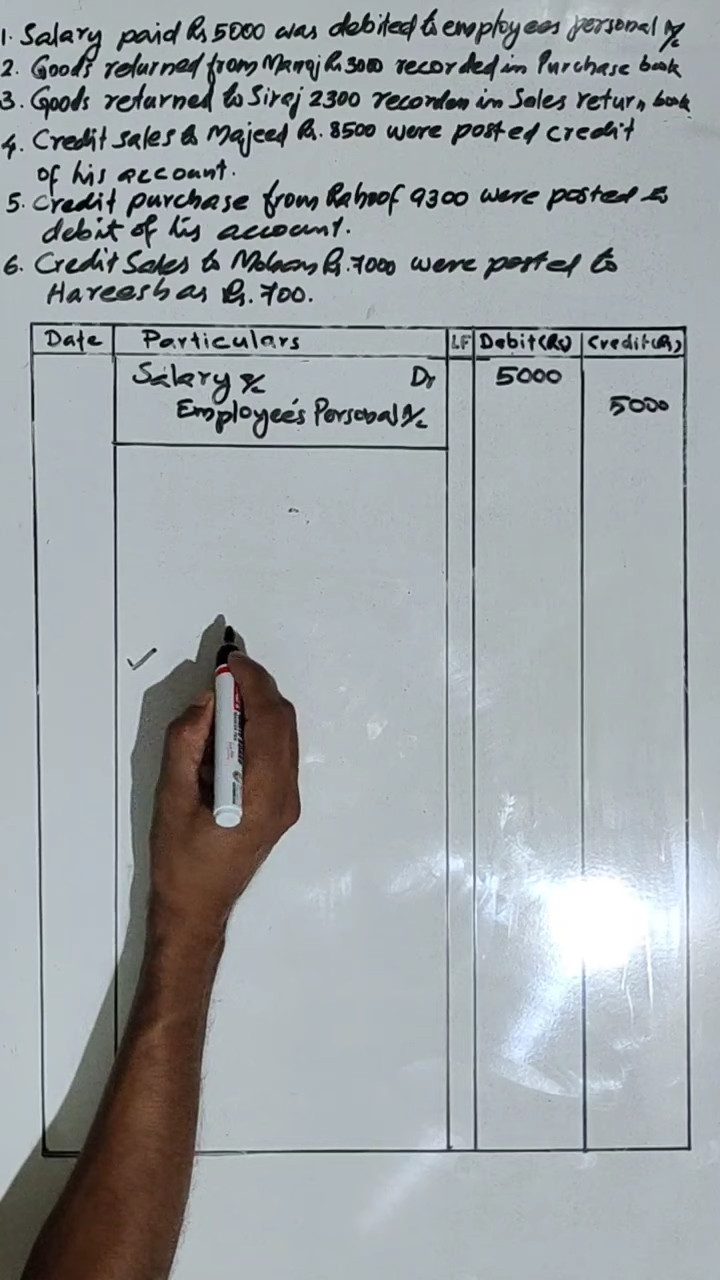 1. Salary paid Rs 5000 was debited to employees personal a/c
2. Goods returned from Manaj Rs 3000 recorded in Purchase book
3. Goods returned to Siraj 2300 recorden in Sales return book
4. Credit sales to Majeed Rs. 8500 were posted credit
of his account.
5. Credit purchase from Rahoof 9300 were posted to
debit of his account.
6. Credit Sales to Mohan Rs. 7000 were posted to
Hareesh as Rs. 700.
Date Particulars LF Debit(Rs) Credit(Rs)
Salary a/c Dr 5000
Employee's Personal a/c 5000